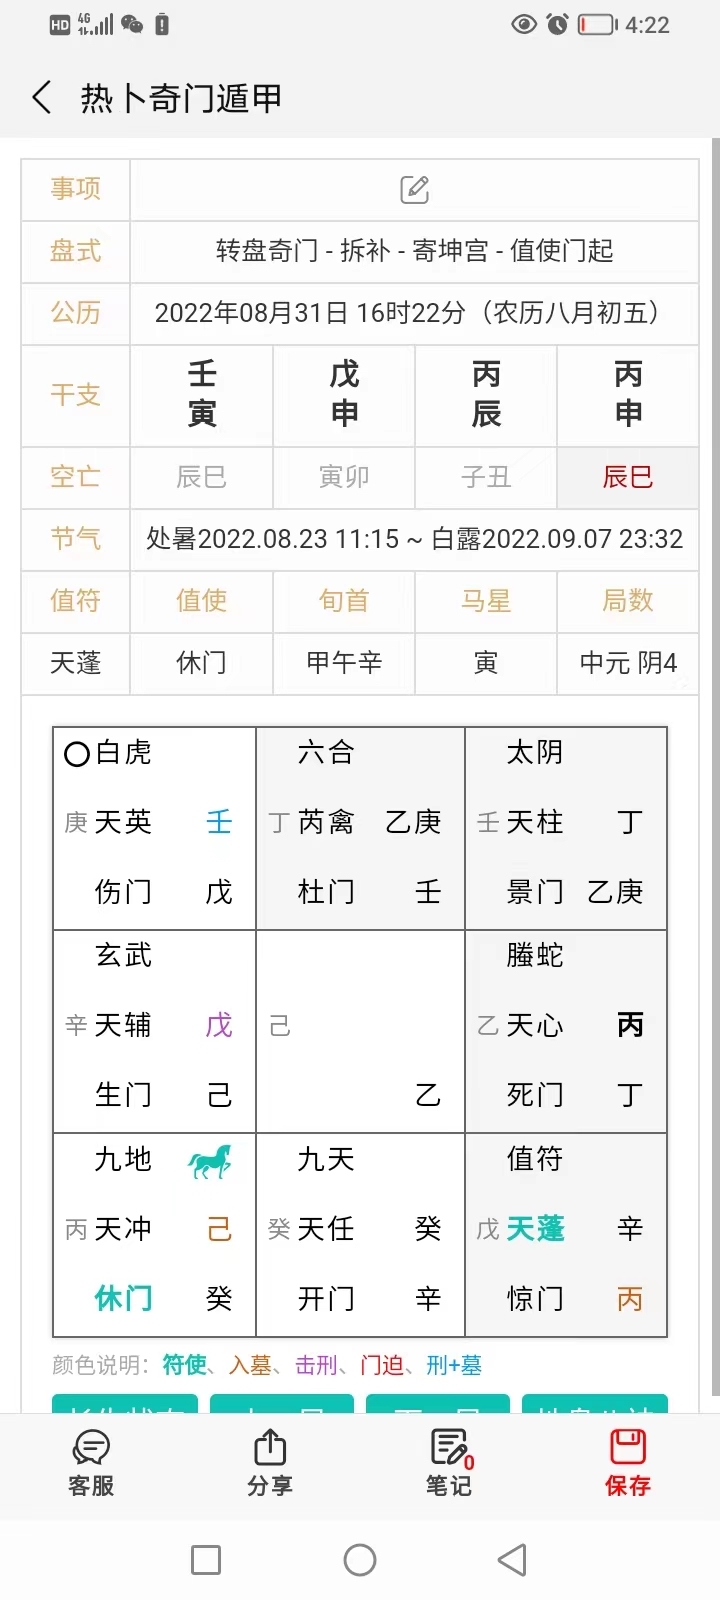 HD 4G 4:22
热卜奇门遁甲
事项
盘式 转盘奇门 - 拆补 - 寄坤宫 - 值使门起
公历 2022年08月31日 16时22分（农历八月初五）
干支 壬寅 戊申 丙辰 丙申
空亡 辰巳 寅卯 子丑 辰巳
节气 处暑2022.08.23 11:15 ~ 白露2022.09.07 23:32
值符 值使 旬首 马星 局数
天蓬 休门 甲午辛 寅 中元 阴4
白虎 六合 太阴
庚 天英 壬 丁 芮禽 乙庚 壬 天柱 丁
伤门 戊 杜门 壬 景门 乙庚
玄武 螣蛇
辛 天辅 戊 己 乙 天心 丙
生门 己 乙 死门 丁
九地 九天 值符
丙 天冲 己 癸 天任 癸 戊 天蓬 辛
休门 癸 开门 辛 惊门 丙
颜色说明：符使、入墓、击刑、门迫、刑+墓
0
客服 分享 笔记 保存